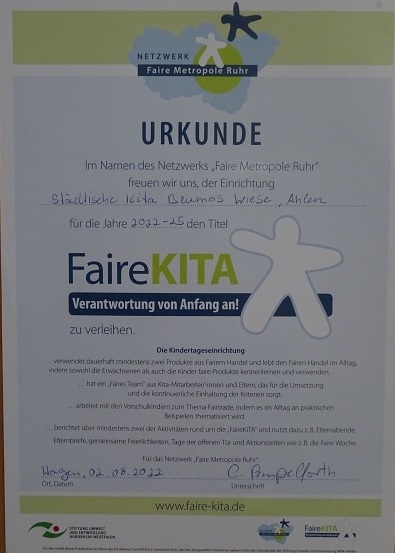 NETZWERK
Faire Metropole Ruhr
URKUNDE
Im Namen des Netzwerks „Faire Metropole Ruhr"
freuen wir uns, der Einrichtung
Städtische Kita Beumers Wiese, Ahlen
für die Jahre 2022-25 den Titel
FaireKITA
Verantwortung von Anfang an!
zu verleihen.
Die Kindertageseinrichtung
... verwendet dauerhaft mindestens zwei Produkte aus Fairem Handel und lebt den Fairen Handel im Alltag,
indem sowohl die Erwachsenen als auch die Kinder faire Produkte kennenlernen und verwenden.
... hat ein „Faires Team" aus Kita-Mitarbeiter/-innen und Eltern, das für die Umsetzung
und die kontinuierliche Einhaltung der Kriterien sorgt.
... arbeitet mit den Vorschulkindern zum Thema Fairtrade, indem es im Alltag an praktischen
Beispielen thematisiert wird.
... berichtet über mindestens zwei der Aktivitäten rund um die „FaireKITA" und nutzt dazu z.B. Elternabende,
Elternbriefe, gemeinsame Feierlichkeiten, Tage der offenen Tür und Aktionszeiten wie z.B. die Faire Woche.
Für das Netzwerk „Faire Metropole Ruhr":
Hagen, 02.08.2022
Ort, Datum
Unterschrift
www.faire-kita.de
STIFTUNG UMWELT
UND ENTWICKLUNG
NORDRHEIN-WESTFALEN
FaireKITA